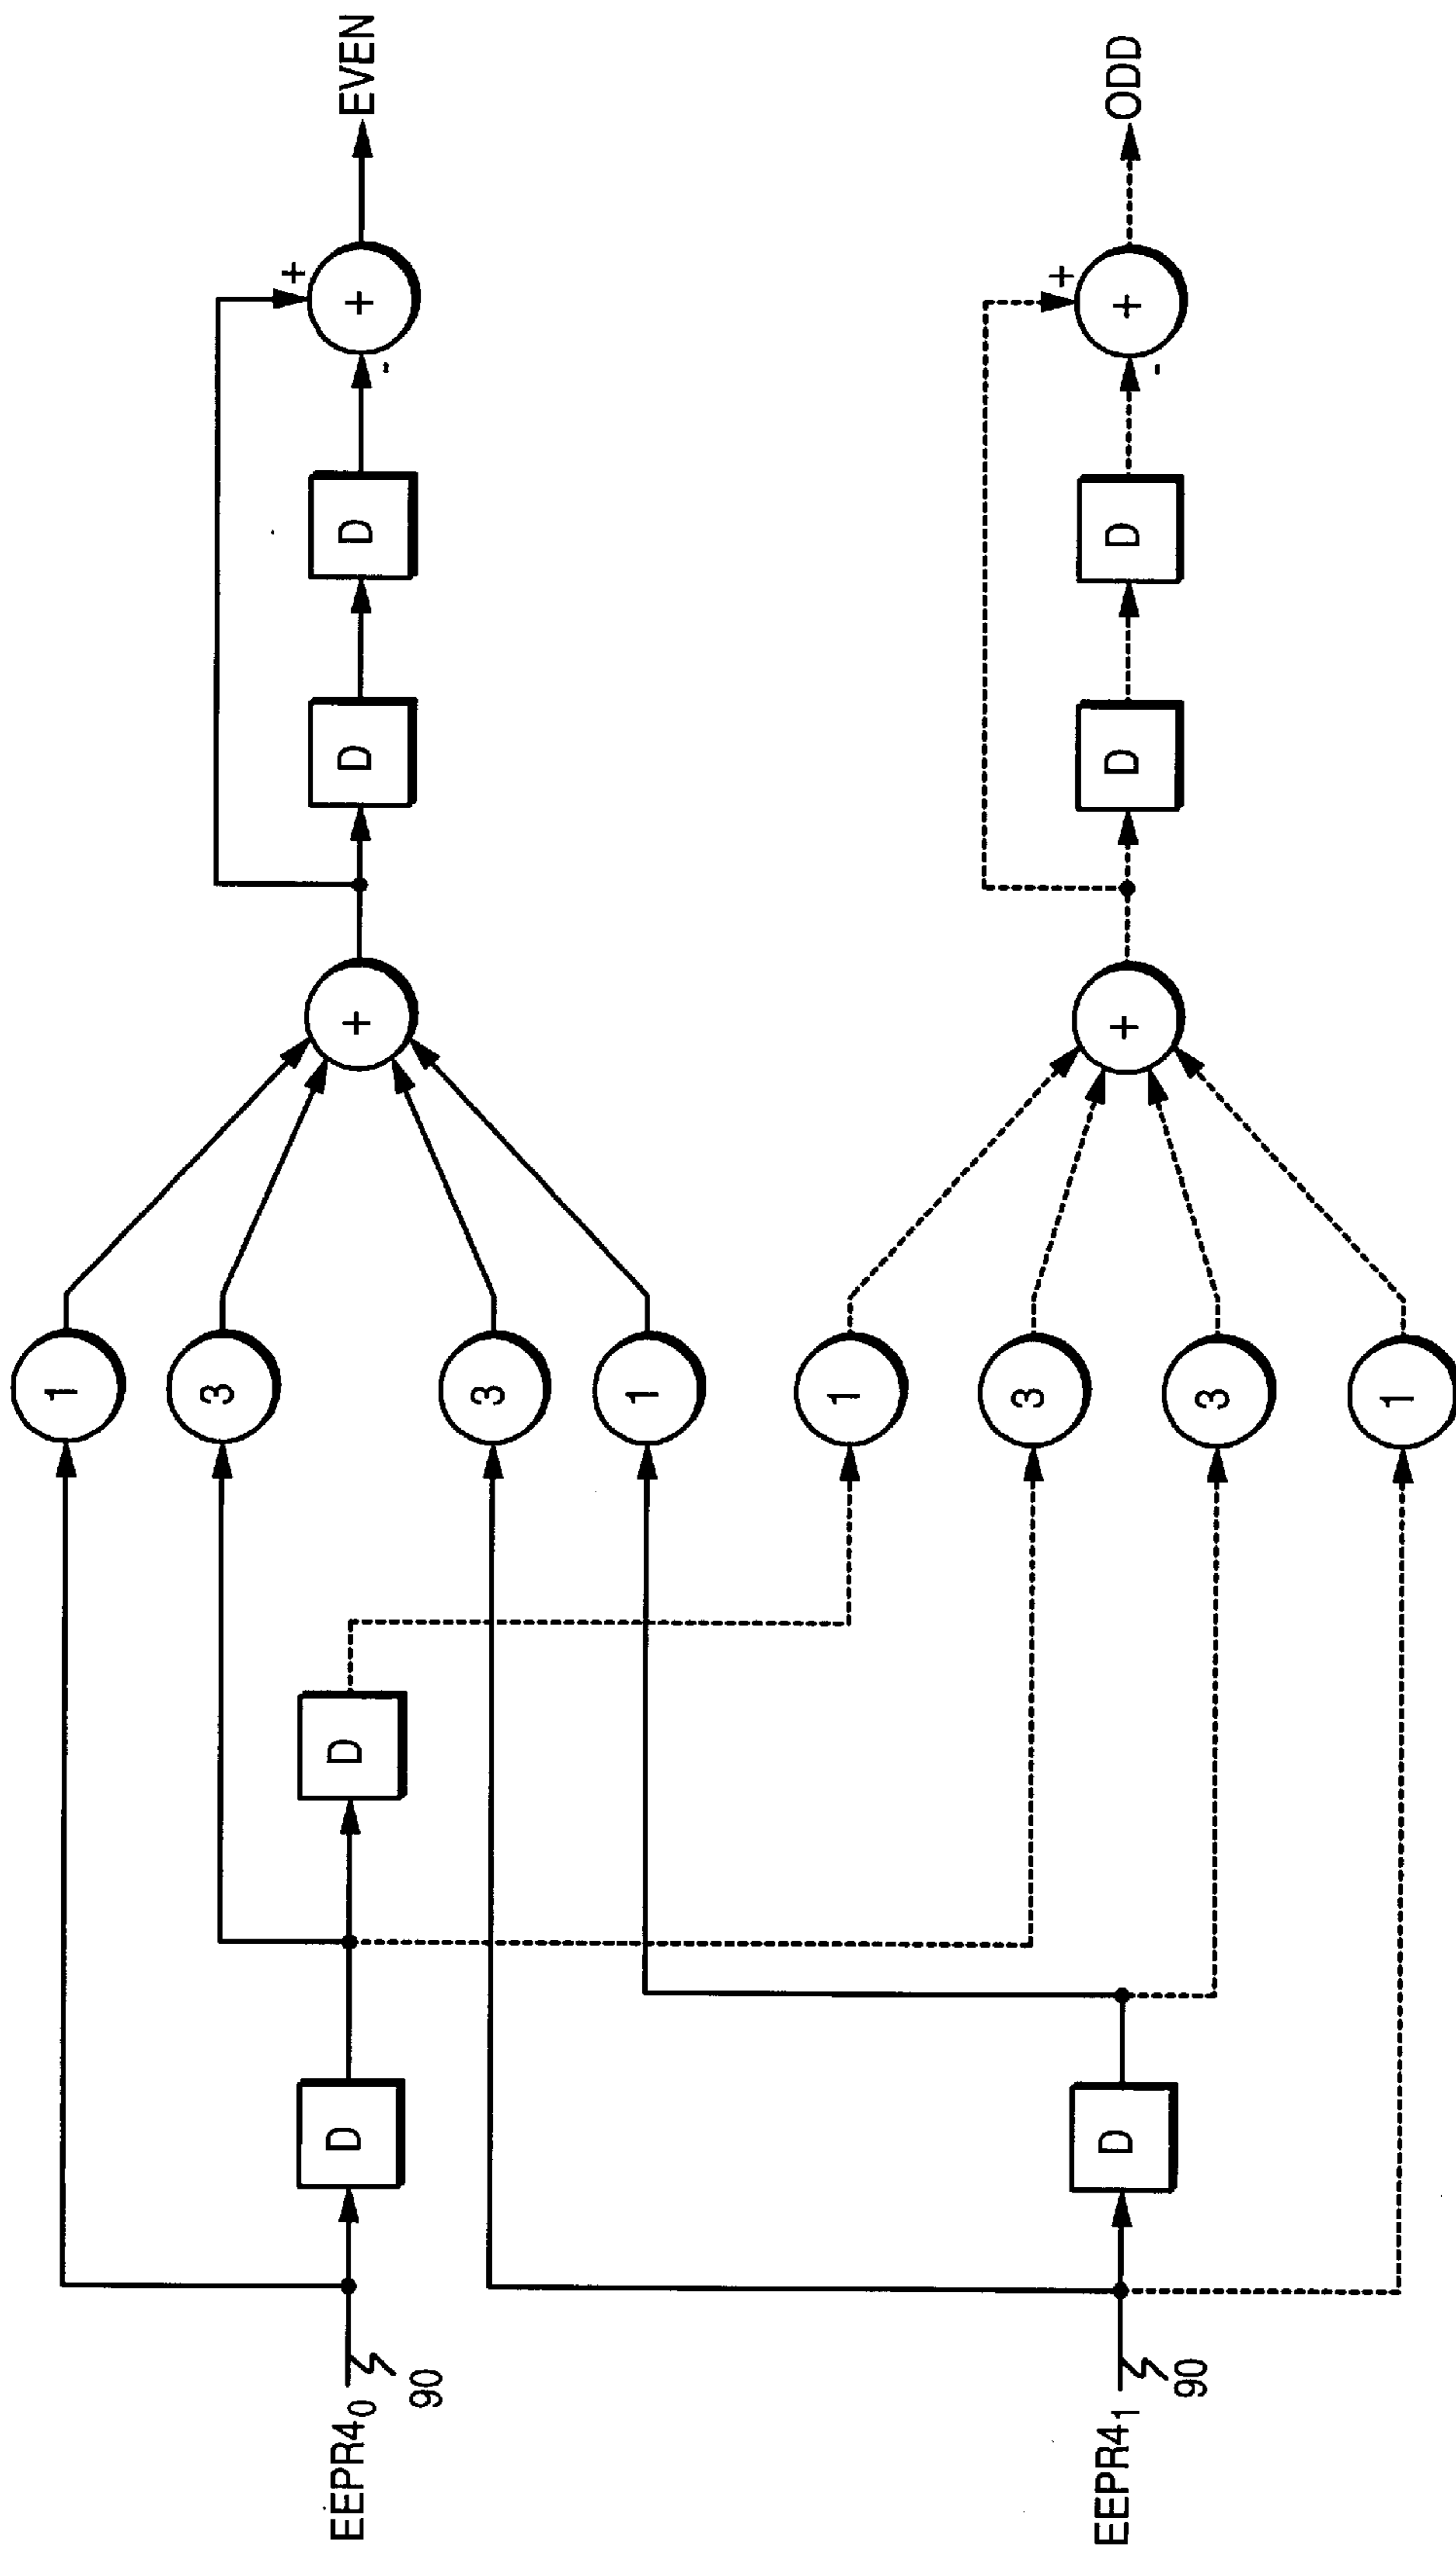 EEPR4₀
90
D
D
1
3
3
1
+
D
D
+
+
-
EVEN
EEPR4₁
90
D
1
3
3
1
+
D
D
+
+
-
ODD